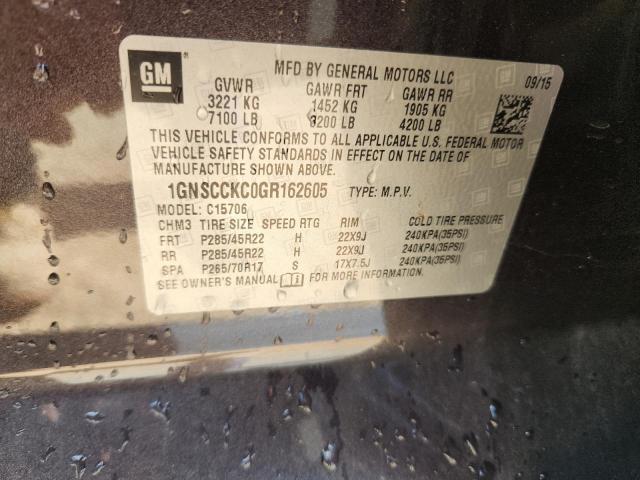 GM
MFD BY GENERAL MOTORS LLC
09/15
GVWR GAWR FRT GAWR RR
3221 KG 1452 KG 1905 KG
7100 LB 3200 LB 4200 LB
THIS VEHICLE CONFORMS TO ALL APPLICABLE U.S. FEDERAL MOTOR
VEHICLE SAFETY STANDARDS IN EFFECT ON THE DATE OF
MANUFACTURE SHOWN ABOVE.
1GNSCCKC0GR162605 TYPE: M.P.V.
MODEL: C15706
CHM3 TIRE SIZE SPEED RTG RIM COLD TIRE PRESSURE
FRT P285/45R22 H 22X9J 240KPA(35PSI)
RR P285/45R22 H 22X9J 240KPA(35PSI)
SPA P265/70R17 S 17X7.5J 240KPA(35PSI)
SEE OWNER'S MANUAL FOR MORE INFORMATION.